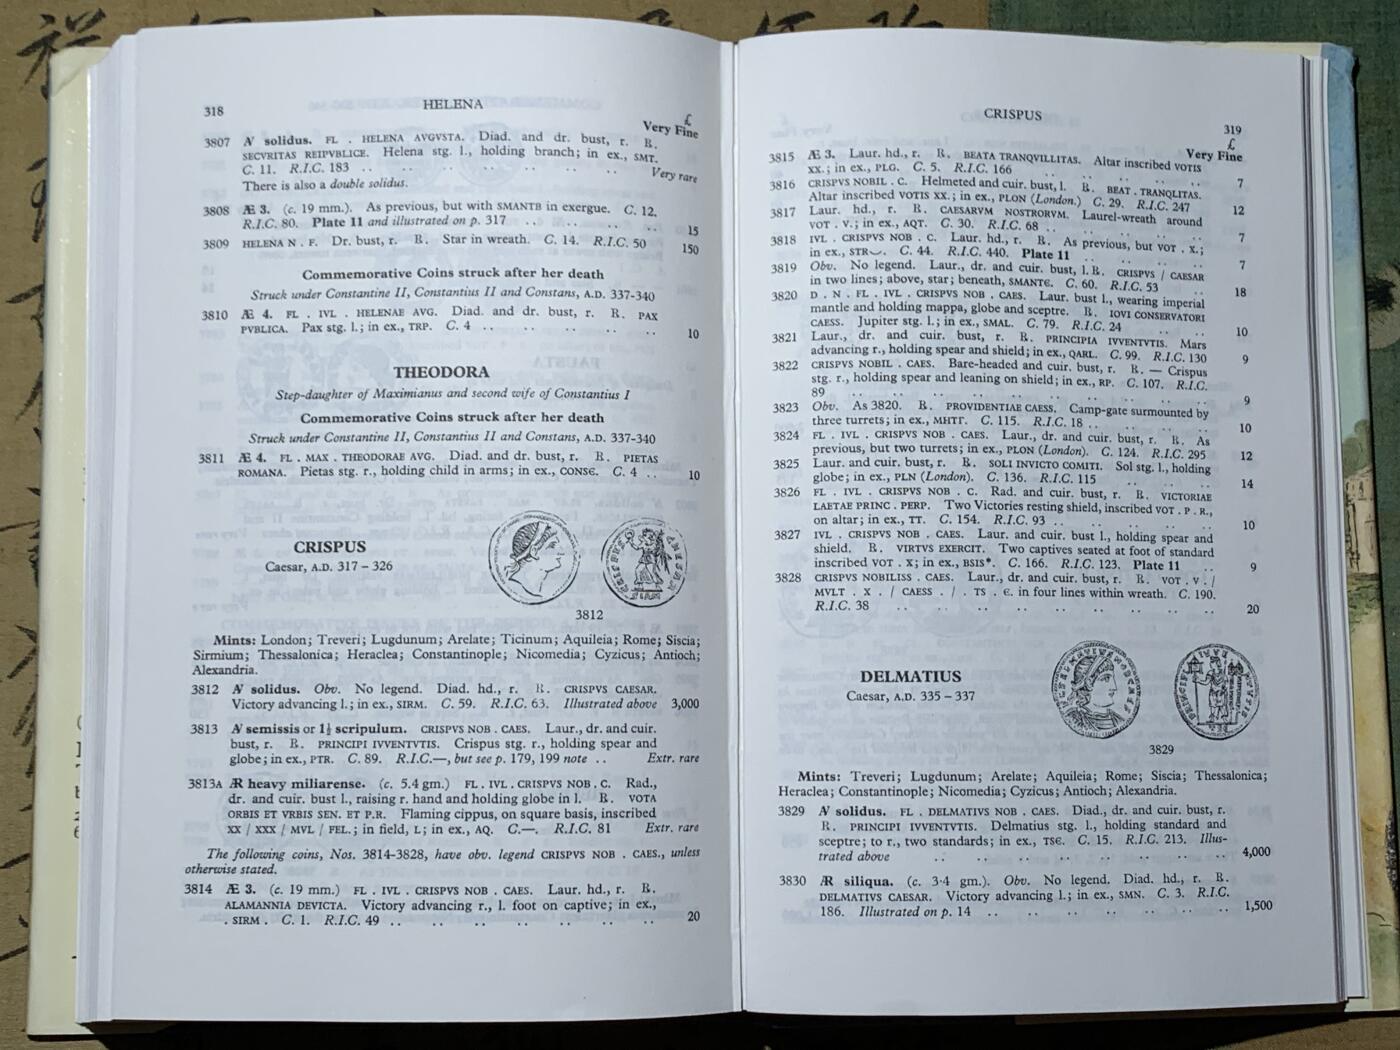 318
HELENA
£
Very Fine
3807 N solidus. FL . HELENA AVGVSTA. Diad. and dr. bust, r. ℞.
SECVRITAS REIPVBLICE. Helena stg. l., holding branch; in ex., SMT.
C. 11. R.I.C. 183 .. .. .. .. .. Very rare
There is also a double solidus.
3808 Æ 3. (c. 19 mm.). As previous, but with SMANTB in exergue. C. 12.
R.I.C. 80. Plate 11 and illustrated on p. 317 .. .. .. .. 15
3809 HELENA N . F. Dr. bust, r. ℞. Star in wreath. C. 14. R.I.C. 50 150
Commemorative Coins struck after her death
Struck under Constantine II, Constantius II and Constans, A.D. 337-340
3810 Æ 4. FL . IVL . HELENAE AVG. Diad. and dr. bust, r. ℞. PAX
PVBLICA. Pax stg. l.; in ex., TRP. C. 4 .. .. .. .. .. 10
THEODORA
Step-daughter of Maximianus and second wife of Constantius I
Commemorative Coins struck after her death
Struck under Constantine II, Constantius II and Constans, A.D. 337-340
3811 Æ 4. FL . MAX . THEODORAE AVG. Diad. and dr. bust, r. ℞. PIETAS
ROMANA. Pietas stg. r., holding child in arms; in ex., CONSЄ. C. 4 .. 10
CRISPUS
Caesar, A.D. 317 – 326
3812
Mints: London; Treveri; Lugdunum; Arelate; Ticinum; Aquileia; Rome; Siscia;
Sirmium; Thessalonica; Heraclea; Constantinople; Nicomedia; Cyzicus; Antioch;
Alexandria.
3812 N solidus. Obv. No legend. Diad. hd., r. ℞. CRISPVS CAESAR.
Victory advancing l.; in ex., SIRM. C. 59. R.I.C. 63. Illustrated above 3,000
3813 N semissis or 1½ scripulum. CRISPVS NOB . CAES. Laur., dr. and cuir.
bust, r. ℞. PRINCIPI IVVENTVTIS. Crispus stg. r., holding spear and
globe; in ex., PTR. C. 89. R.I.C.—, but see p. 179, 199 note .. Extr. rare
3813A Æ heavy miliarense. (c. 5.4 gm.) FL . IVL . CRISPVS NOB . C. Rad.,
dr. and cuir. bust l., raising r. hand and holding globe in l. ℞. VOTA
ORBIS ET VRBIS SEN. ET P.R. Flaming cippus, on square basis, inscribed
XX / XXX / MVL / FEL.; in field, L; in ex., AQ. C.—. R.I.C. 81 Extr. rare
The following coins, Nos. 3814-3828, have obv. legend CRISPVS NOB . CAES., unless
otherwise stated.
3814 Æ 3. (c. 19 mm.) FL . IVL . CRISPVS NOB . CAES. Laur. hd., r. ℞.
ALAMANNIA DEVICTA. Victory advancing r., l. foot on captive; in ex.,
. SIRM . C. 1. R.I.C. 49 .. .. .. .. .. .. .. 20
CRISPUS
319
£
Very Fine
3815 Æ 3. Laur. hd., r. ℞. BEATA TRANQVILLITAS. Altar inscribed VOTIS
XX.; in ex., PLG. C. 5. R.I.C. 166 .. .. .. .. 7
3816 CRISPVS NOBIL . C. Helmeted and cuir. bust, l. ℞. BEAT . TRANQLITAS.
Altar inscribed VOTIS XX.; in ex., PLON (London.) C. 29. R.I.C. 247 12
3817 Laur. hd., r. ℞. CAESARVM NOSTRORVM. Laurel-wreath around
VOT . V.; in ex., AQT. C. 30. R.I.C. 68 .. .. .. .. 7
3818 IVL . CRISPVS NOB . C. Laur. hd., r. ℞. As previous, but VOT . X.;
in ex., STR◡. C. 44. R.I.C. 440. Plate 11 .. .. .. .. 7
3819 Obv. No legend. Laur., dr. and cuir. bust, l. ℞. CRISPVS / CAESAR
in two lines; above, star; beneath, SMANTЄ. C. 60. R.I.C. 53 18
3820 D . N . FL . IVL . CRISPVS NOB . CAES. Laur. bust l., wearing imperial
mantle and holding mappa, globe and sceptre. ℞. IOVI CONSERVATORI
CAESS. Jupiter stg. l.; in ex., SMAL. C. 79. R.I.C. 24 .. .. 10
3821 Laur., dr. and cuir. bust, r. ℞. PRINCIPIA IVVENTVTIS. Mars
advancing r., holding spear and shield; in ex., QARL. C. 99. R.I.C. 130 9
3822 CRISPVS NOBIL . CAES. Bare-headed and cuir. bust, r. ℞. — Crispus
stg. r., holding spear and leaning on shield; in ex., RP. C. 107. R.I.C.
89 .. .. .. .. .. .. .. .. 9
3823 Obv. As 3820. ℞. PROVIDENTIAE CAESS. Camp-gate surmounted by
three turrets; in ex., MHTΓ. C. 115. R.I.C. 18 .. .. .. .. 10
3824 FL . IVL . CRISPVS NOB . CAES. Laur., dr. and cuir. bust, r. ℞. As
previous, but two turrets; in ex., PLON (London). C. 124. R.I.C. 295 12
3825 Laur. and cuir. bust, r. ℞. SOLI INVICTO COMITI. Sol stg. l., holding
globe; in ex., PLN (London). C. 136. R.I.C. 115 .. .. .. .. 14
3826 FL . IVL . CRISPVS NOB . C. Rad. and cuir. bust, r. ℞. VICTORIAE
LAETAE PRINC . PERP. Two Victories resting shield, inscribed VOT . P . R.,
on altar; in ex., TT. C. 154. R.I.C. 93 .. .. .. .. .. 10
3827 IVL . CRISPVS NOB . CAES. Laur. and cuir. bust l., holding spear and
shield. ℞. VIRTVS EXERCIT. Two captives seated at foot of standard
inscribed VOT . X; in ex., BSIS*. C. 166. R.I.C. 123. Plate 11 .. 9
3828 CRISPVS NOBILISS . CAES. Laur., dr. and cuir. bust, r. ℞. VOT . V . /
MVLT . X . / CAESS . / . TS . Є. in four lines within wreath. C. 190.
R.I.C. 38 .. .. .. .. .. .. .. .. 20
DELMATIUS
Caesar, A.D. 335 – 337
3829
Mints: Treveri; Lugdunum; Arelate; Aquileia; Rome; Siscia; Thessalonica;
Heraclea; Constantinople; Nicomedia; Cyzicus; Antioch; Alexandria.
3829 N solidus. FL . DELMATIVS NOB . CAES. Diad., dr. and cuir. bust, r.
℞. PRINCIPI IVVENTVTIS. Delmatius stg. l., holding standard and
sceptre; to r., two standards; in ex., TSЄ. C. 15. R.I.C. 213. Illus-
trated above .. .. .. .. .. .. .. 4,000
3830 Æ siliqua. (c. 3·4 gm.). Obv. No legend. Diad. hd., r. ℞.
DELMATIVS CAESAR. Victory advancing l.; in ex., SMN. C. 3. R.I.C.
186. Illustrated on p. 14 .. .. .. .. .. .. 1,500